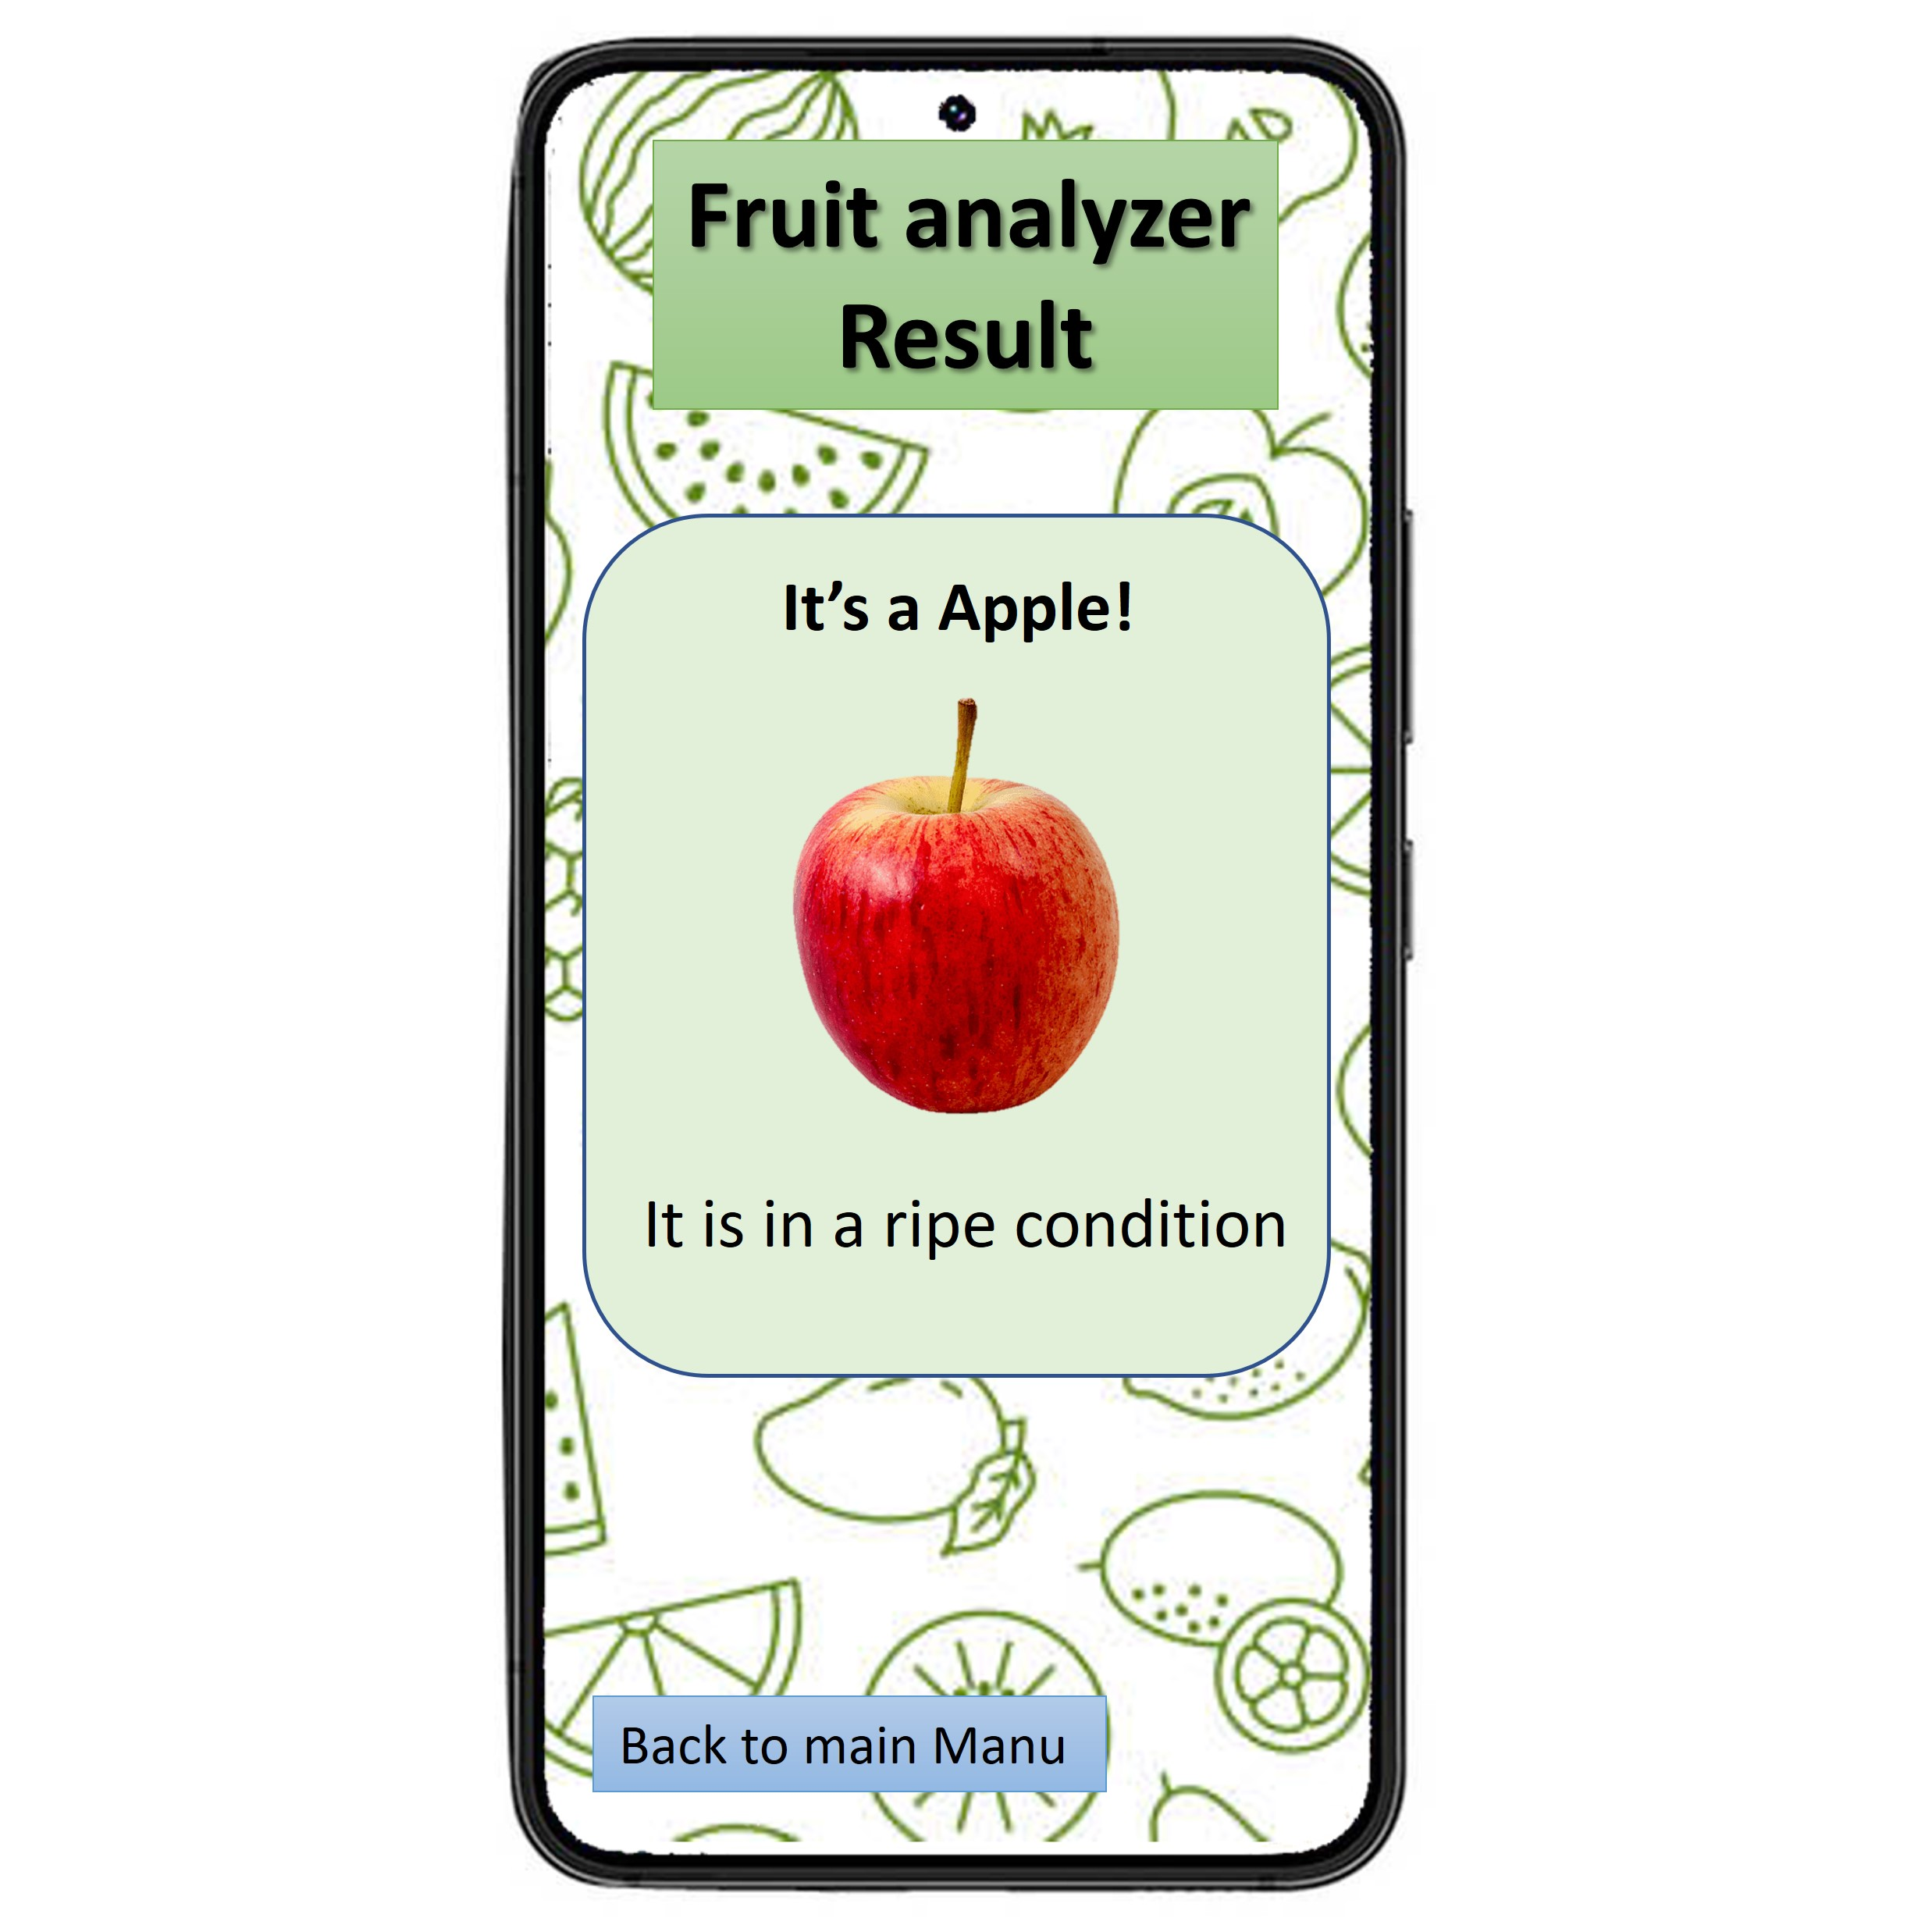 Fruit analyzer
Result
It’s a Apple!
It is in a ripe condition
Back to main Manu